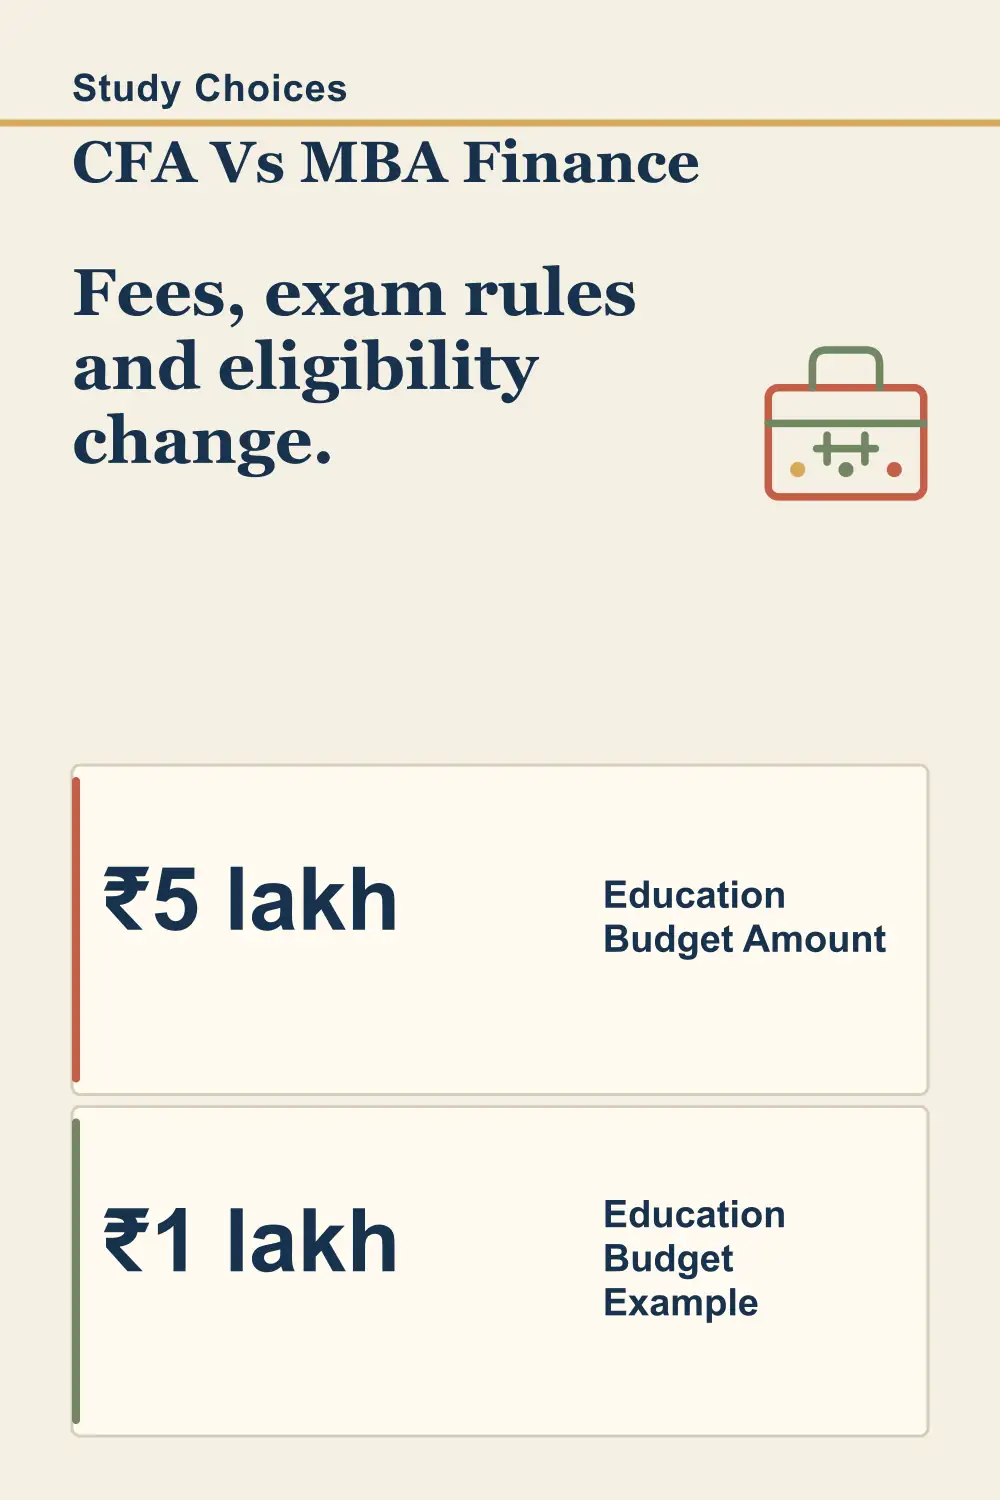 Study Choices
CFA Vs MBA Finance
Fees, exam rules
and eligibility
change.
₹5 lakh
Education
Budget Amount
₹1 lakh
Education
Budget
Example